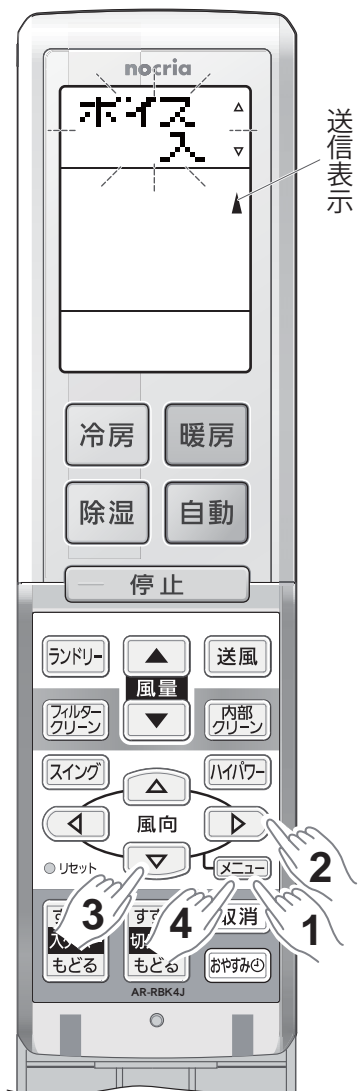 nocria
ボイス
入
送信表示
冷房
暖房
除湿
自動
停止
ランドリー
風量
送風
フィルター
クリーン
内部
クリーン
スイング
ハイパワー
風向
リセット
メニュー
2
3
4
1
もどる
もどる
おやすみ
AR-RBK4J